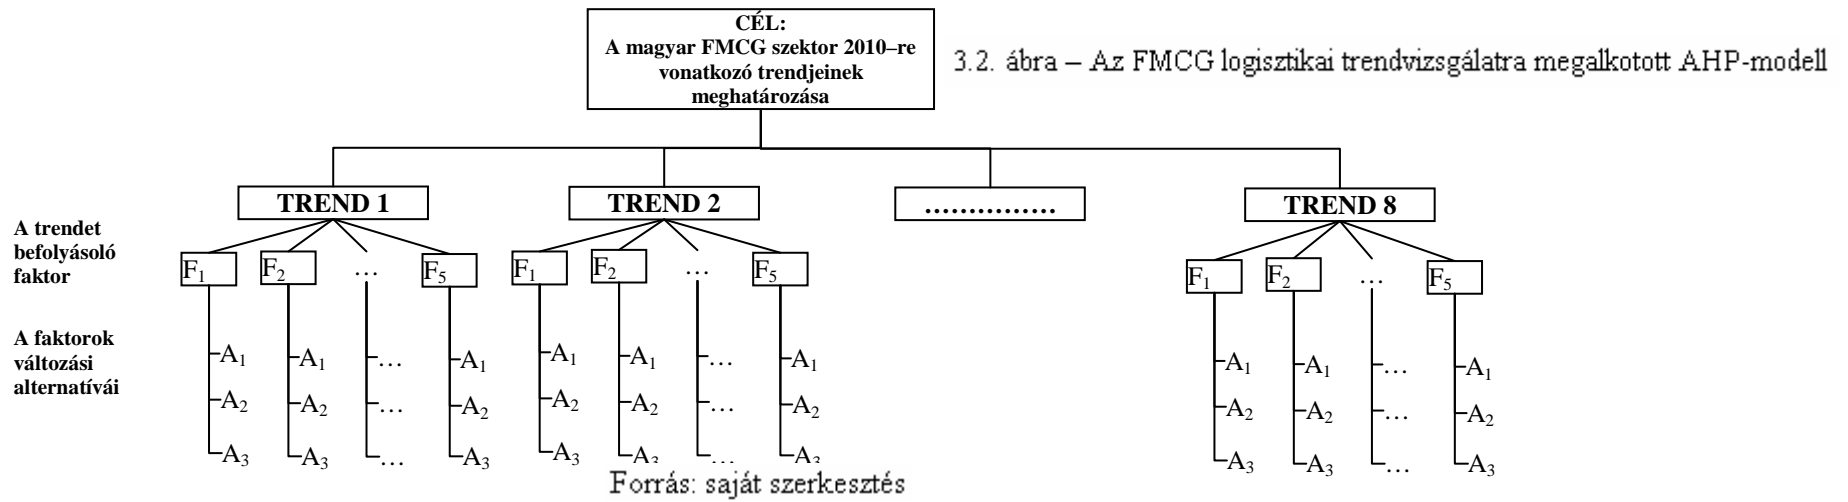 CÉL:
A magyar FMCG szektor 2010–re
vonatkozó trendjeinek
meghatározása
3.2. ábra – Az FMCG logisztikai trendvizsgálatra megalkotott AHP-modell
TREND 1 TREND 2 ............... TREND 8
A trendet
befolyásoló
faktor
F₁ F₂ … F₅ F₁ F₂ … F₅ F₁ F₂ … F₅
A faktorok
változási
alternatívái
A₁ A₁ … A₁ A₁ A₁ … A₁ A₁ A₁ … A₁
A₂ A₂ … A₂ A₂ A₂ … A₂ A₂ A₂ … A₂
A₃ A₃ … A₃ A₃ A₃ … A₃ A₃ A₃ … A₃
Forrás: saját szerkesztés